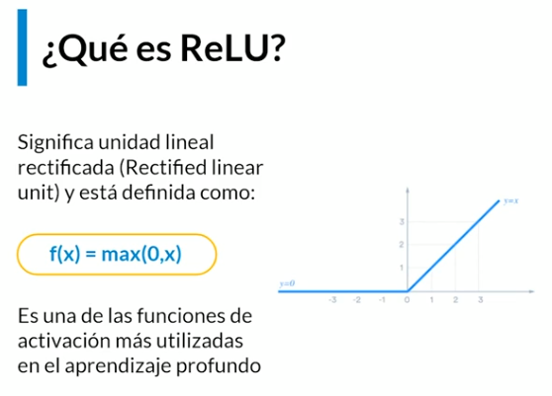 ¿Qué es ReLU?
Significa unidad lineal
rectificada (Rectified linear
unit) y está definida como:
f(x) = max(0,x)
Es una de las funciones de
activación más utilizadas
en el aprendizaje profundo
y=x
3
2
1
y=0
-3 -2 -1 0 1 2 3